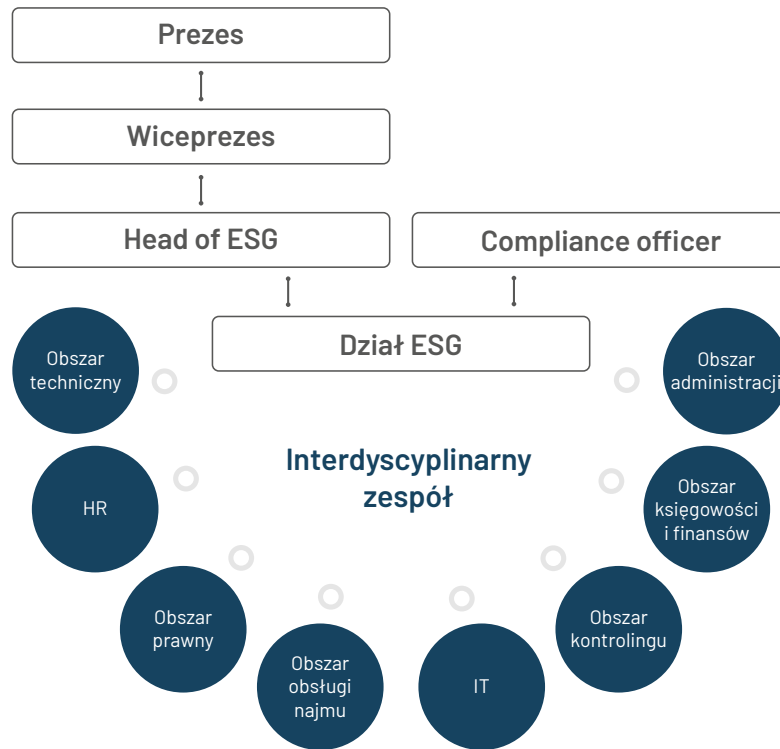 Prezes
Wiceprezes
Head of ESG
Compliance officer
Dział ESG
Obszar
techniczny
Obszar
administracji
Interdyscyplinarny
zespół
HR
Obszar
księgowości
i finansów
Obszar
prawny
Obszar
kontrolingu
Obszar
obsługi
najmu
IT